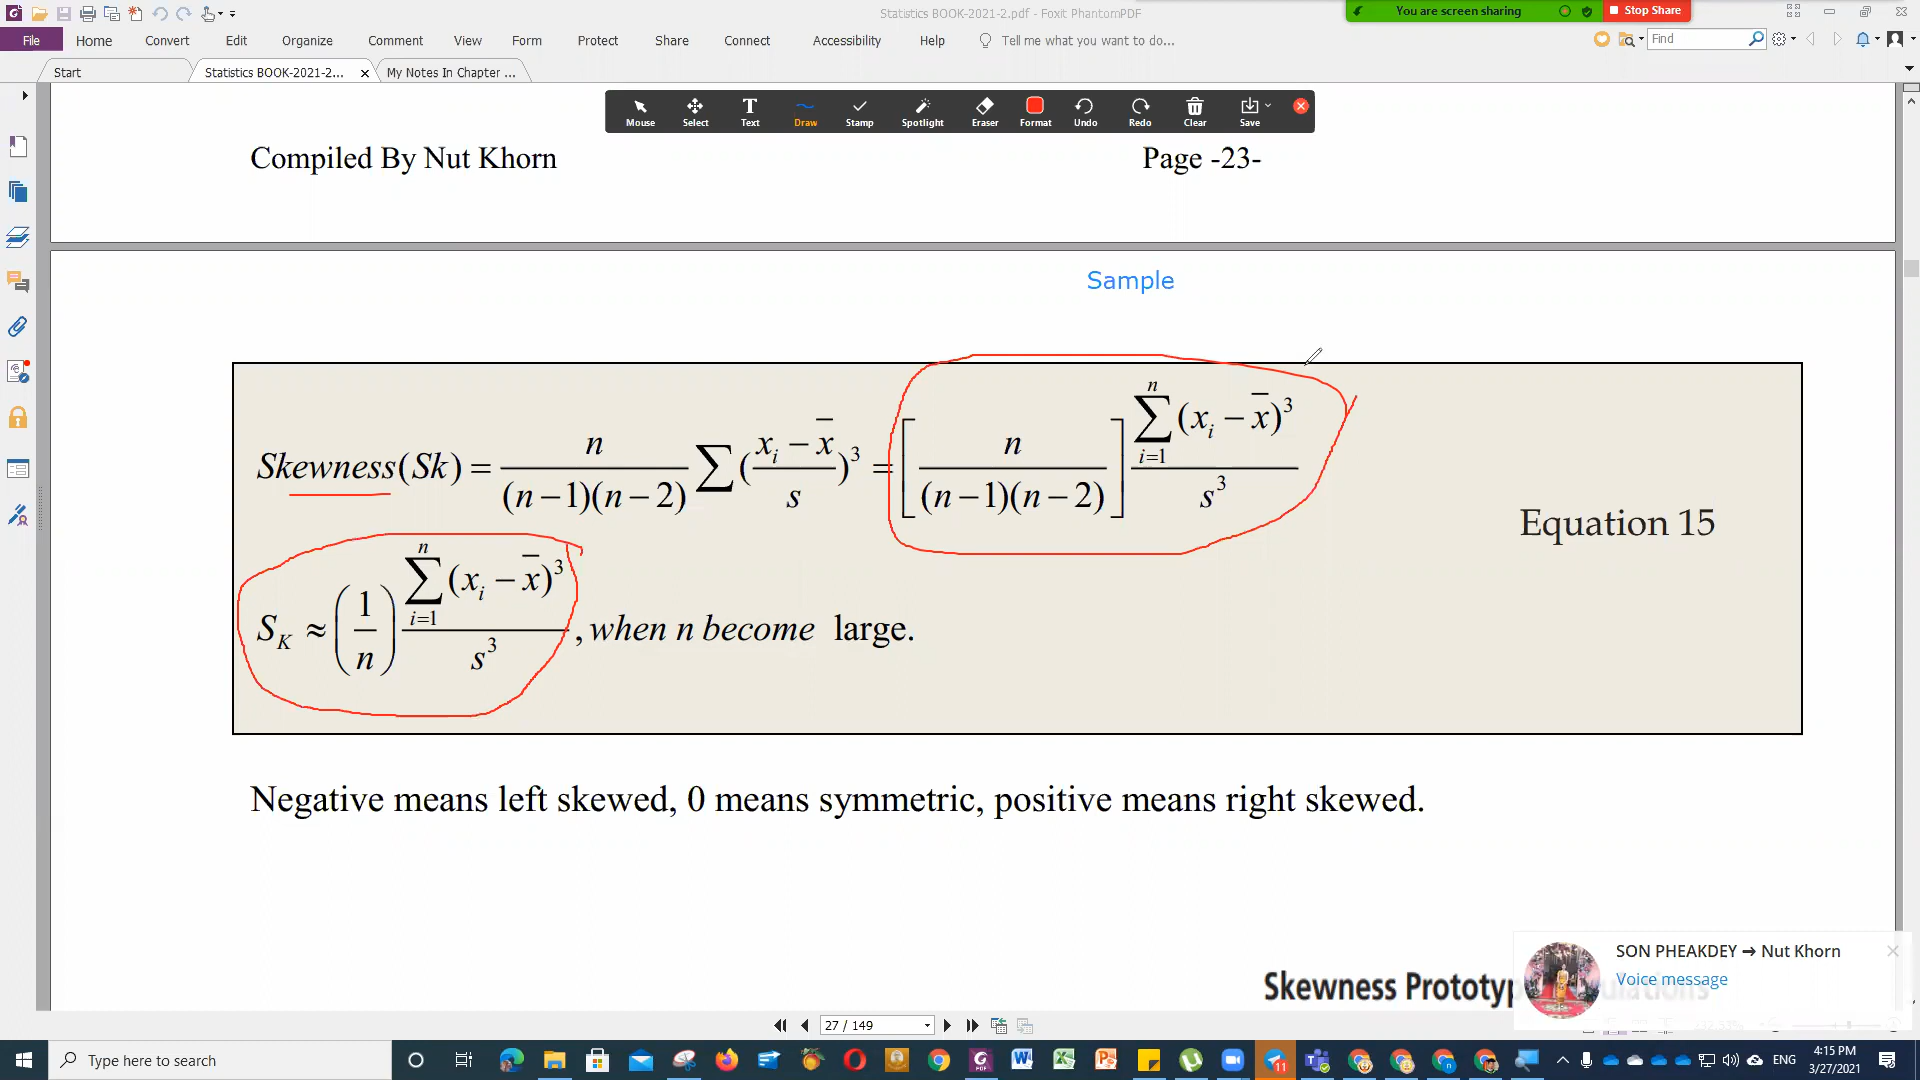 Statistics BOOK-2021-2.pdf - Foxit PhantomPDF
You are screen sharing
Stop Share
File Home Convert Edit Organize Comment View Form Protect Share Connect Accessibility Help Tell me what you want to do... Find
Start Statistics BOOK-2021-2... My Notes In Chapter ...
Mouse Select Text Draw Stamp Spotlight Eraser Format Undo Redo Clear Save
Compiled By Nut Khorn Page -23-
Sample
Skewness(Sk) = n/((n−1)(n−2)) ∑((xᵢ − x̄)/s)³ = [n/((n−1)(n−2))] ∑ⁿᵢ₌₁(xᵢ − x̄)³/s³
Equation 15
S_K ≈ (1/n) ∑ⁿᵢ₌₁(xᵢ − x̄)³/s³, when n become large.
Negative means left skewed, 0 means symmetric, positive means right skewed.
Skewness Prototyp
SON PHEAKDEY → Nut Khorn
Voice message
27 / 149
Type here to search
11
ENG
4:15 PM
3/27/2021